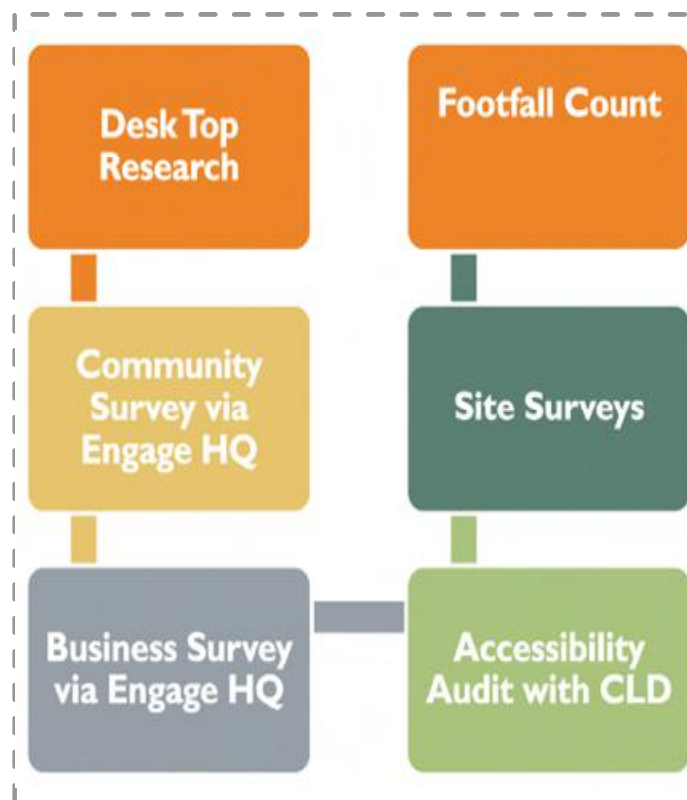 Desk Top
Research
Community
Survey via
Engage HQ
Business Survey
via Engage HQ
Accessibility
Audit with CLD
Site Surveys
Footfall Count